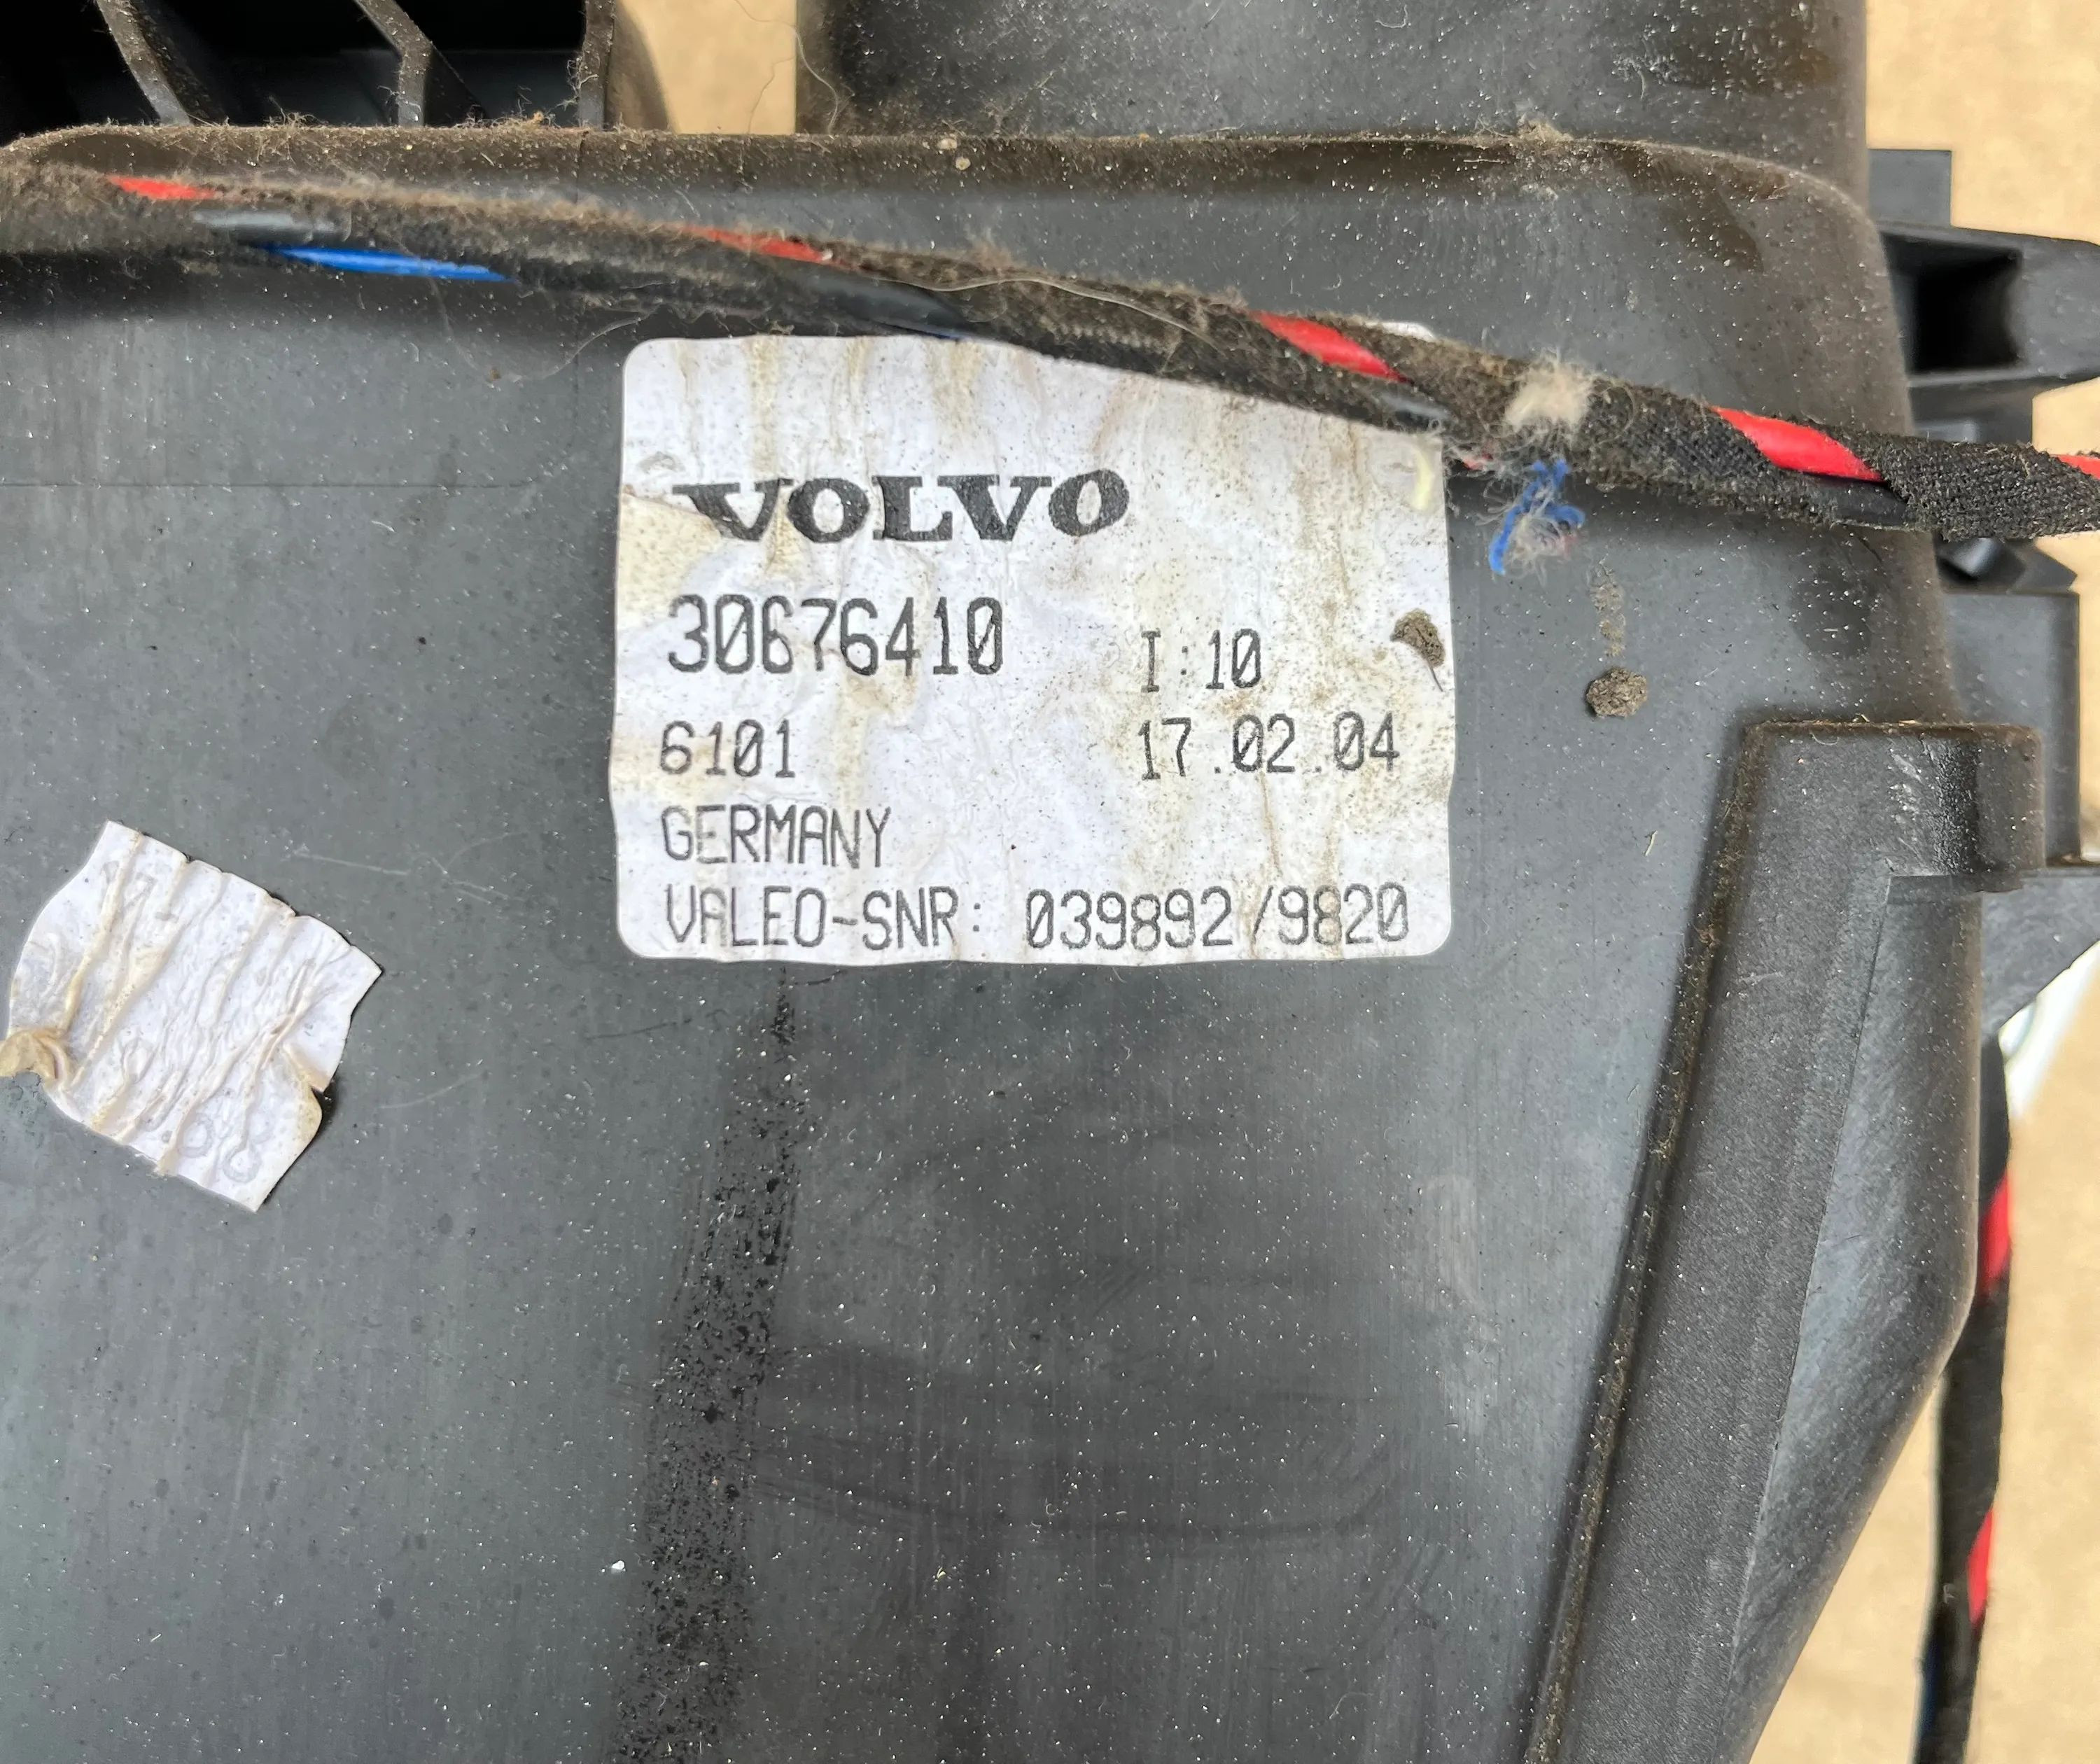 VOLVO
30676410 I:10
6101 17.02.04
GERMANY
VALEO-SNR: 039892/9820